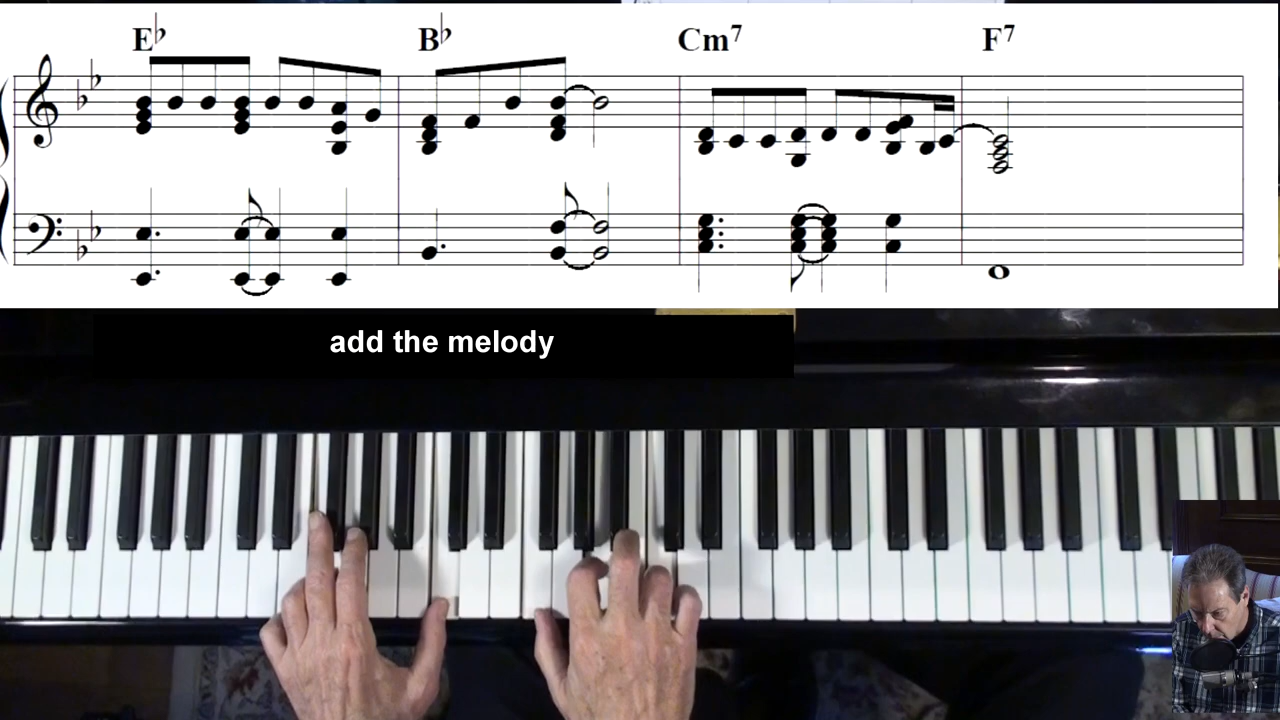 E♭ B♭ Cm7 F7
add the melody